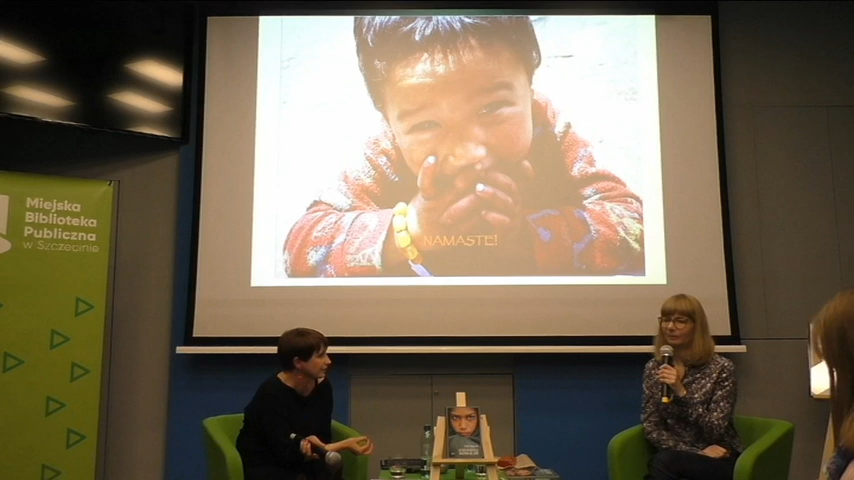 Miejska
Biblioteka
Publiczna
w Szczecinie
NAMASTE!